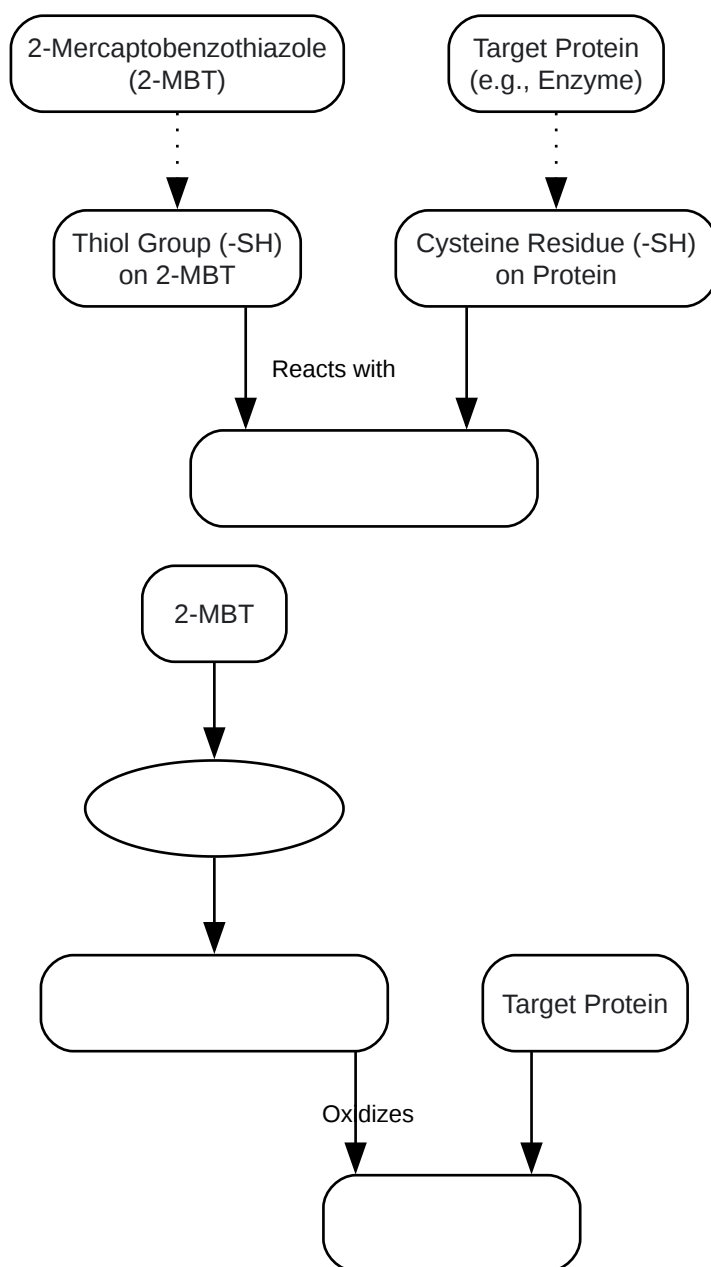 2-Mercaptobenzothiazole
(2-MBT)
Target Protein
(e.g., Enzyme)
Thiol Group (-SH)
on 2-MBT
Cysteine Residue (-SH)
on Protein
Reacts with
2-MBT
Target Protein
Oxidizes